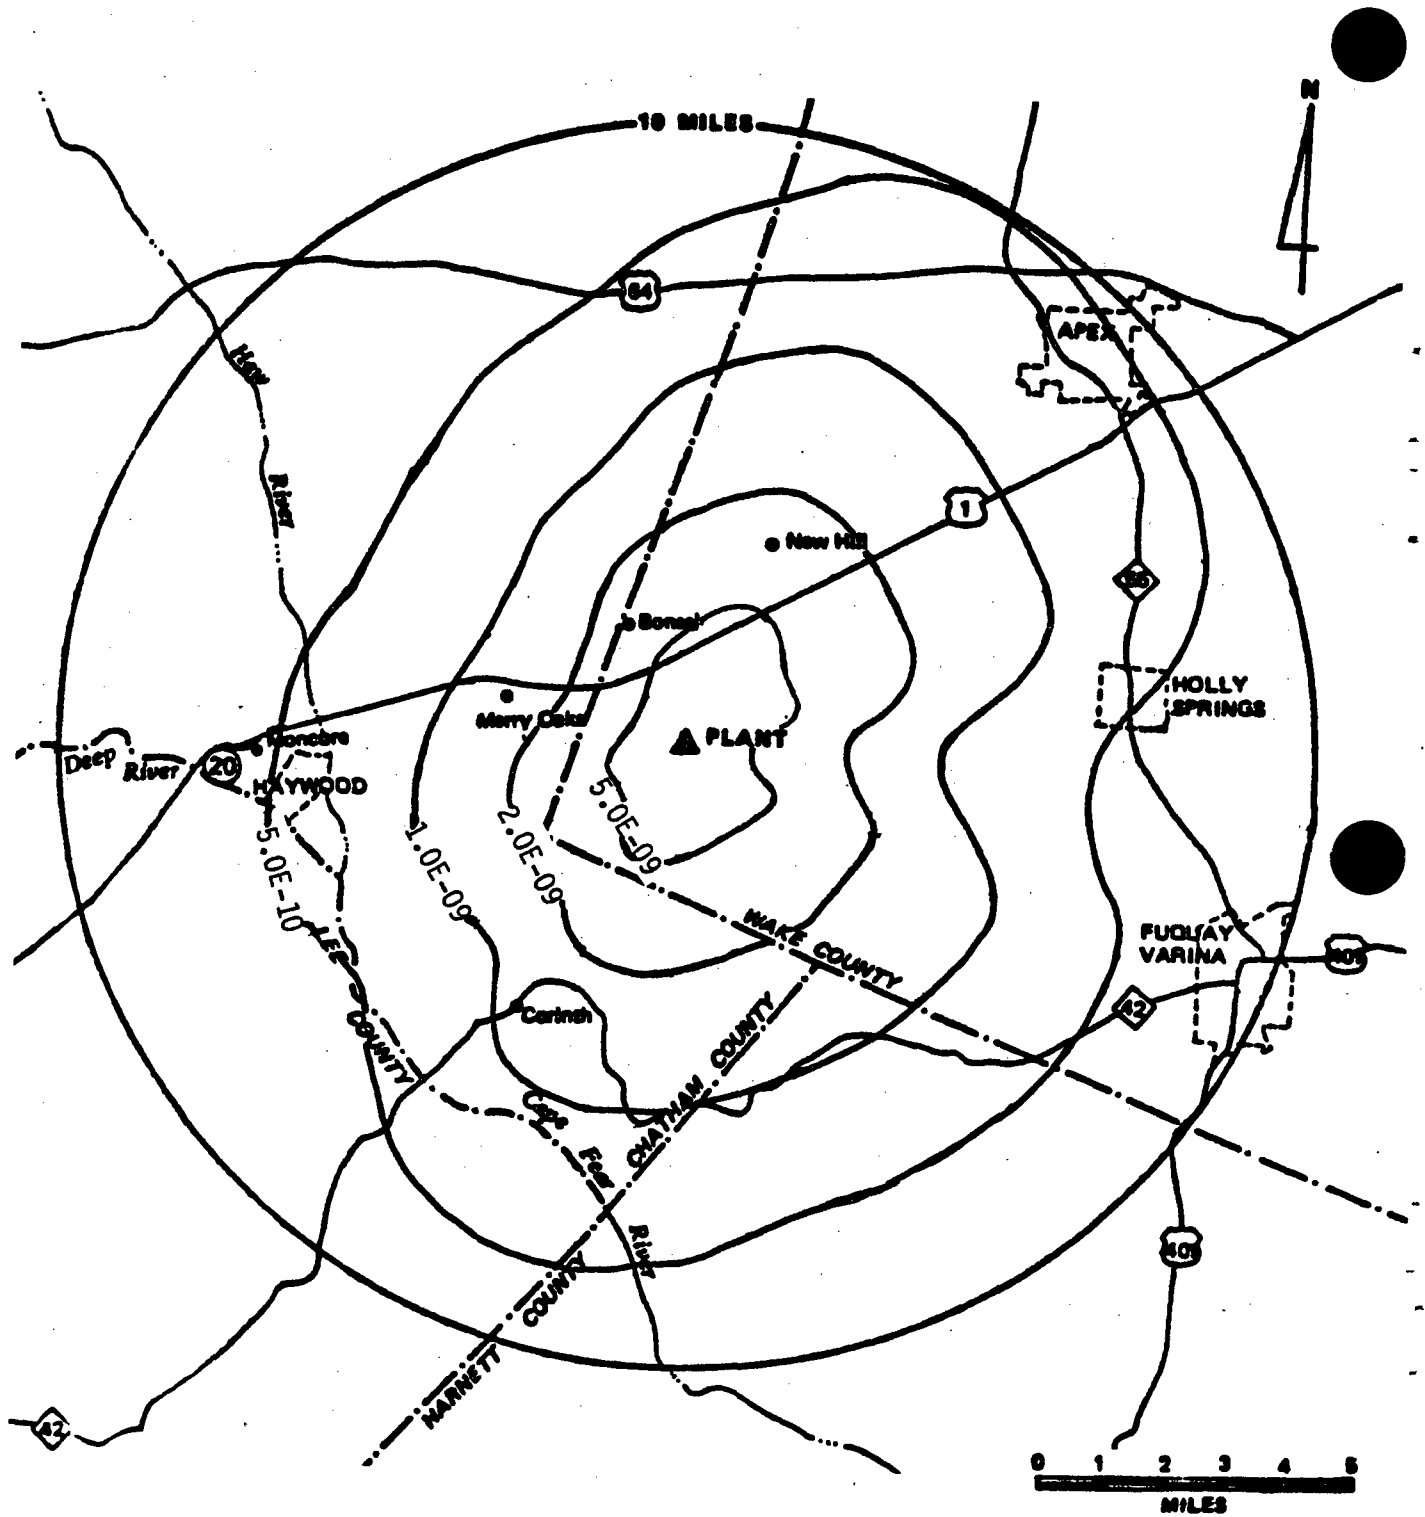 N
10 MILES
64
APEX
Haw
River
1
New Hill
55
Bonsal
HOLLY
SPRINGS
Merry Oaks
PLANT
Moncure
Deep
River
20
HAYWOOD
5.0E-09
2.0E-09
1.0E-09
5.0E-10
WAKE COUNTY
FUQUAY
VARINA
401
LEE
COUNTY
42
Corinth
CHATHAM COUNTY
Cape
Fear
River
401
HARNETT COUNTY
42
0 1 2 3 4 5
MILES